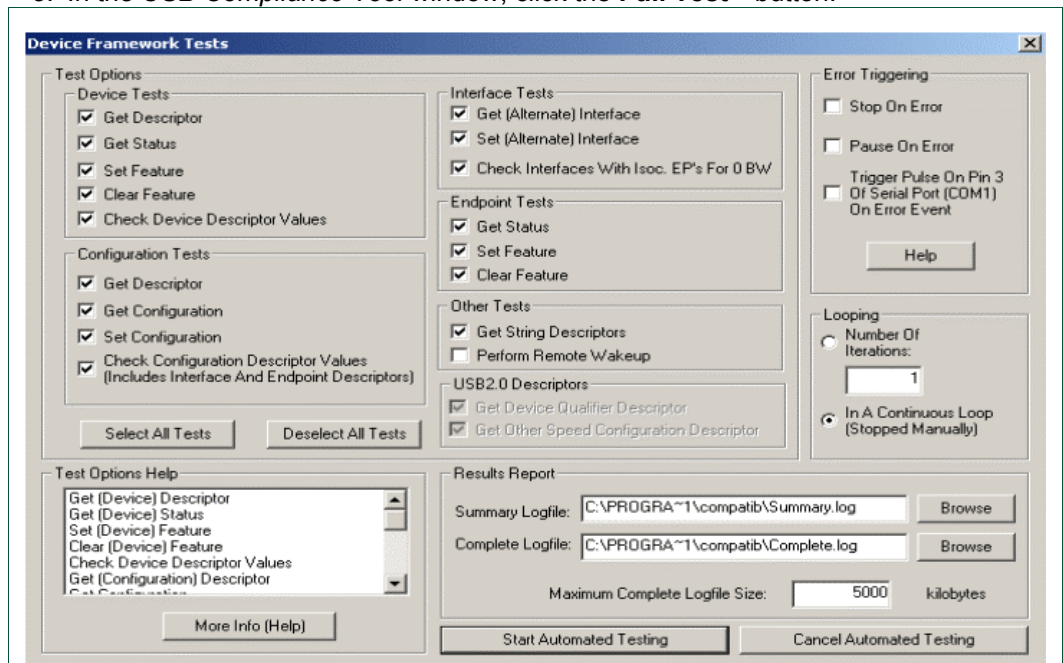 In the USB Compliance Tool window, click the button.
Device Framework Tests
Test Options
Device Tests
Get Descriptor
Get Status
Set Feature
Clear Feature
Check Device Descriptor Values
Configuration Tests
Get Descriptor
Get Configuration
Set Configuration
Check Configuration Descriptor Values
(Includes Interface And Endpoint Descriptors)
Select All Tests
Deselect All Tests
Interface Tests
Get (Alternate) Interface
Set (Alternate) Interface
Check Interfaces With Isoc. EP's For 0 BW
Endpoint Tests
Get Status
Set Feature
Clear Feature
Other Tests
Get String Descriptors
Perform Remote Wakeup
USB2.0 Descriptors
Get Device Qualifier Descriptor
Get Other Speed Configuration Descriptor
Error Triggering
Stop On Error
Pause On Error
Trigger Pulse On Pin 3
Of Serial Port (COM1)
On Error Event
Help
Looping
Number Of
Iterations:
1
In A Continuous Loop
(Stopped Manually)
Test Options Help
Get (Device) Descriptor
Get (Device) Status
Set (Device) Feature
Clear (Device) Feature
Check Device Descriptor Values
Get (Configuration) Descriptor
More Info (Help)
Results Report
Summary Logfile: C:\PROGRA~1\compatib\Summary.log Browse
Complete Logfile: C:\PROGRA~1\compatib\Complete.log Browse
Maximum Complete Logfile Size: 5000 kilobytes
Start Automated Testing
Cancel Automated Testing